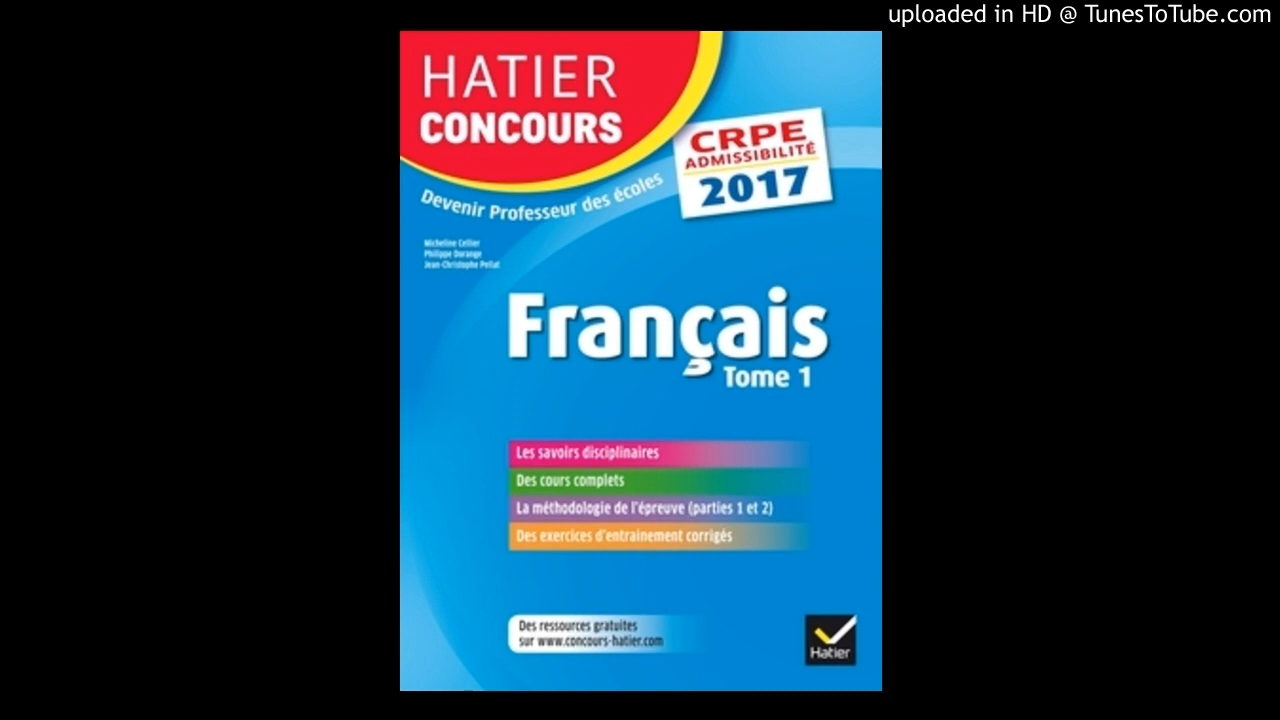 uploaded in HD @ TunesToTube.com
HATIER
CONCOURS
CRPE
ADMISSIBILITÉ
2017
Devenir Professeur des écoles
Micheline Cellier
Philippe Dorange
Jean-Christophe Pellat
Français
Tome 1
Les savoirs disciplinaires
Des cours complets
La méthodologie de l'épreuve (parties 1 et 2)
Des exercices d'entrainement corrigés
Des ressources gratuites
sur www.concours-hatier.com
Hatier